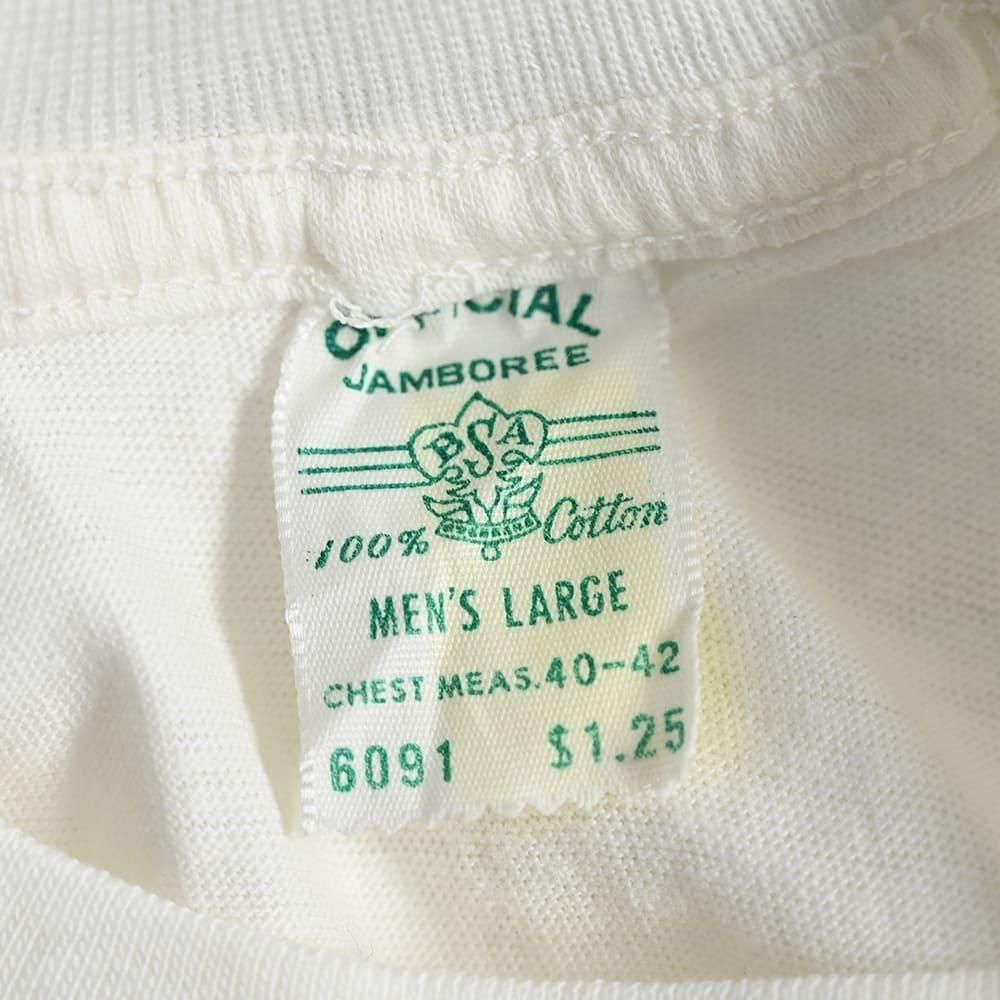 OFFICIAL
JAMBOREE
BSA
100% Cotton
MEN'S LARGE
CHEST MEAS. 40-42
6091 $1.25